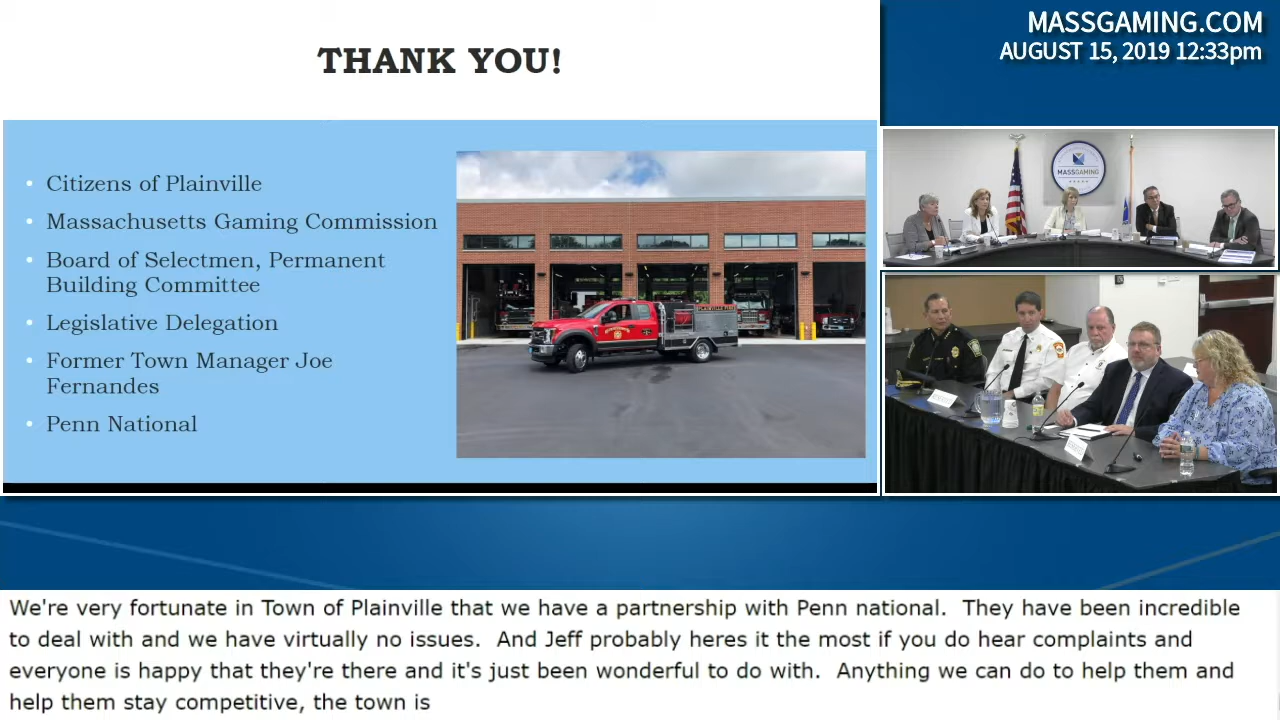 THANK YOU!
• Citizens of Plainville
• Massachusetts Gaming Commission
• Board of Selectmen, Permanent
Building Committee
• Legislative Delegation
• Former Town Manager Joe
Fernandes
• Penn National
MASSGAMING.COM
AUGUST 15, 2019 12:33pm
MASSGAMING
We're very fortunate in Town of Plainville that we have a partnership with Penn national.  They have been incredible
to deal with and we have virtually no issues.  And Jeff probably heres it the most if you do hear complaints and
everyone is happy that they're there and it's just been wonderful to do with.  Anything we can do to help them and
help them stay competitive, the town is